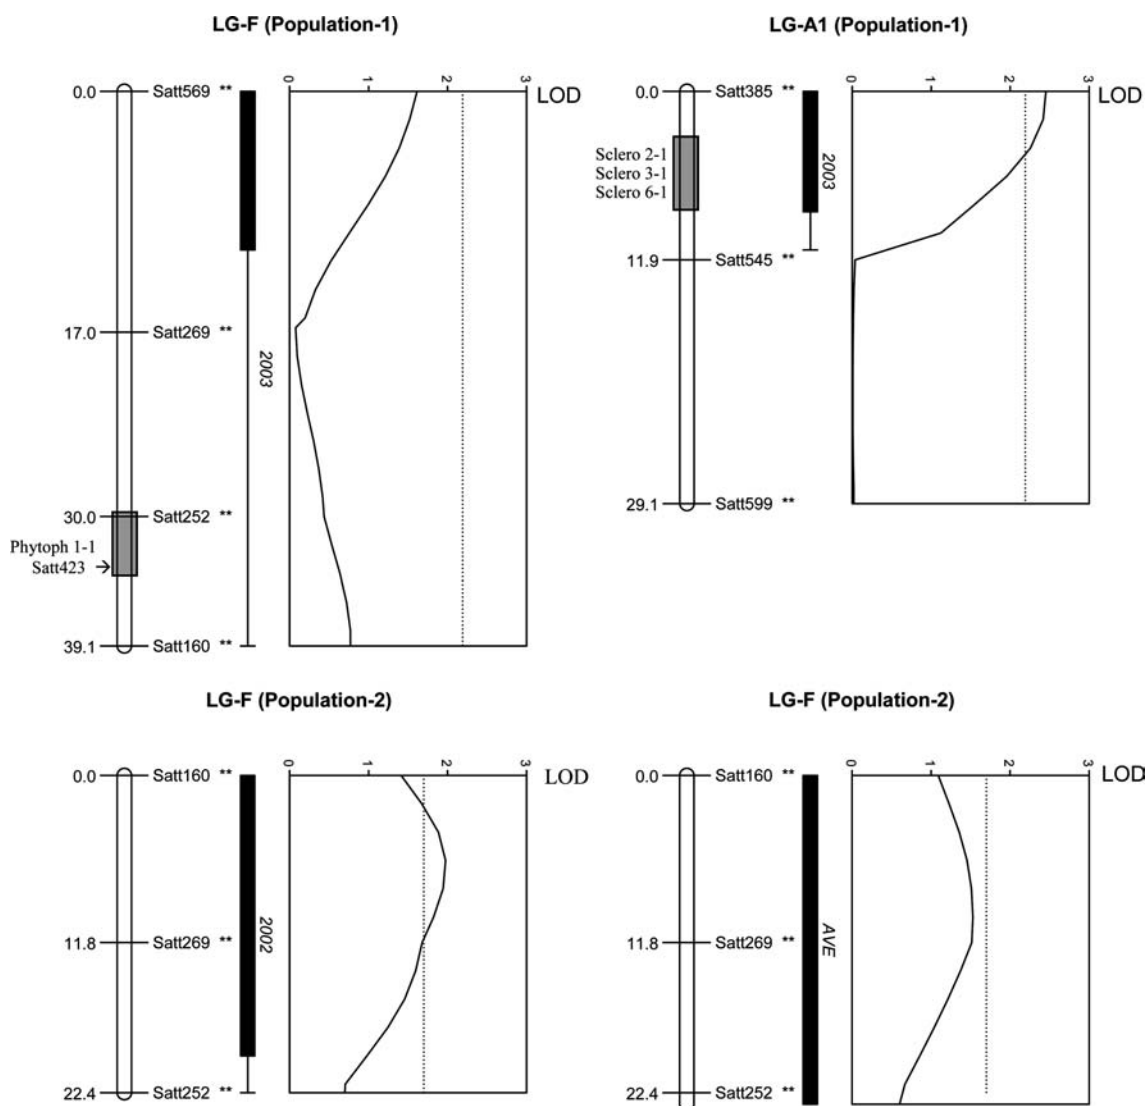 LG-F (Population-1)
0 1 2 3 LOD
0.0 Satt569 **
17.0 Satt269 **
2003
30.0 Satt252 **
Phytoph 1-1
Satt423
39.1 Satt160 **
LG-A1 (Population-1)
0 1 2 3 LOD
0.0 Satt385 **
Sclero 2-1
Sclero 3-1
Sclero 6-1
2003
11.9 Satt545 **
29.1 Satt599 **
LG-F (Population-2)
0 1 2 3 LOD
0.0 Satt160 **
11.8 Satt269 **
2002
22.4 Satt252 **
LG-F (Population-2)
0 1 2 3 LOD
0.0 Satt160 **
11.8 Satt269 **
AVE
22.4 Satt252 **